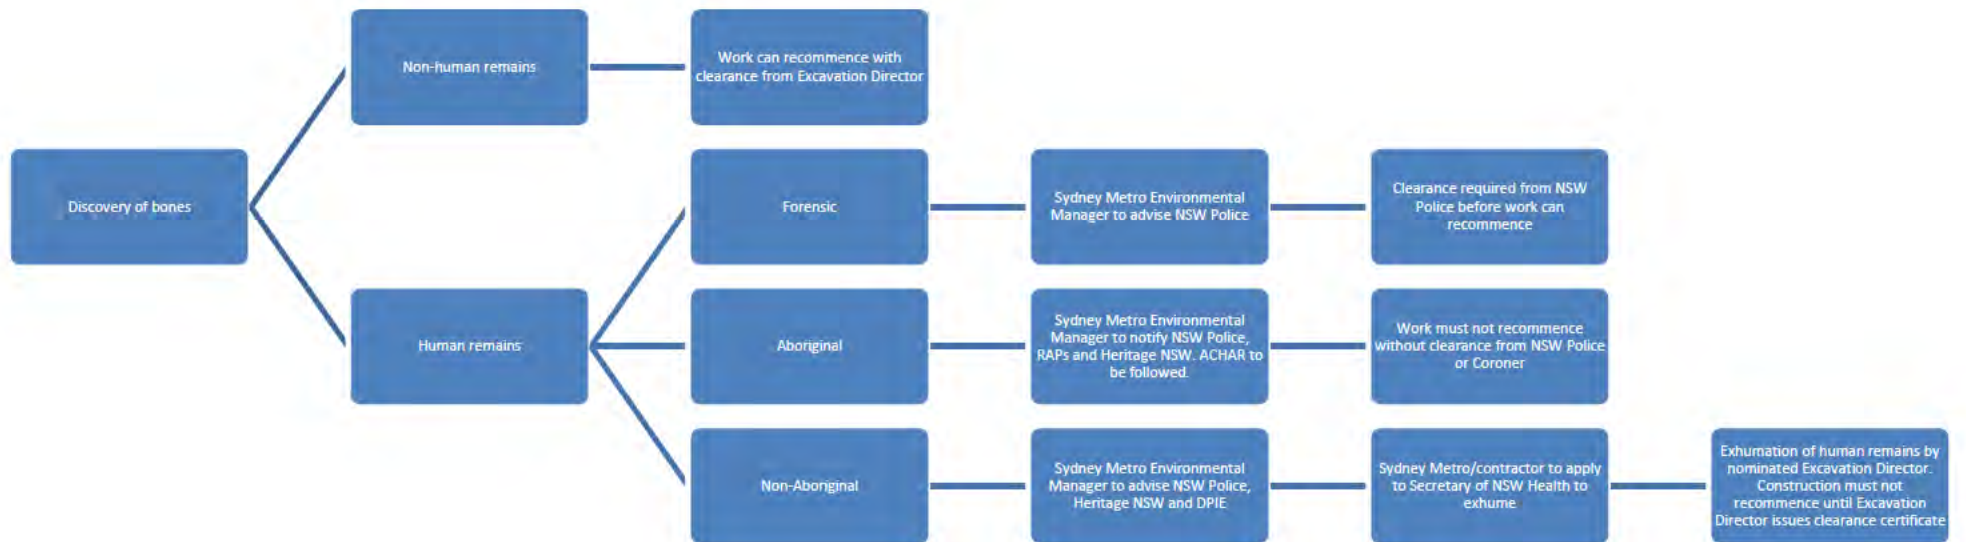 Non-human remains
Work can recommence with
clearance from Excavation Director
Discovery of bones
Forensic
Sydney Metro Environmental
Manager to advise NSW Police
Clearance required from NSW
Police before work can
recommence
Human remains
Aboriginal
Sydney Metro Environmental
Manager to notify NSW Police,
RAPs and Heritage NSW. ACHAR to
be followed.
Work must not recommence
without clearance from NSW Police
or Coroner
Non-Aboriginal
Sydney Metro Environmental
Manager to advise NSW Police,
Heritage NSW and DPIE
Sydney Metro/contractor to apply
to Secretary of NSW Health to
exhume
Exhumation of human remains by
nominated Excavation Director.
Construction must not
recommence until Excavation
Director issues clearance certificate